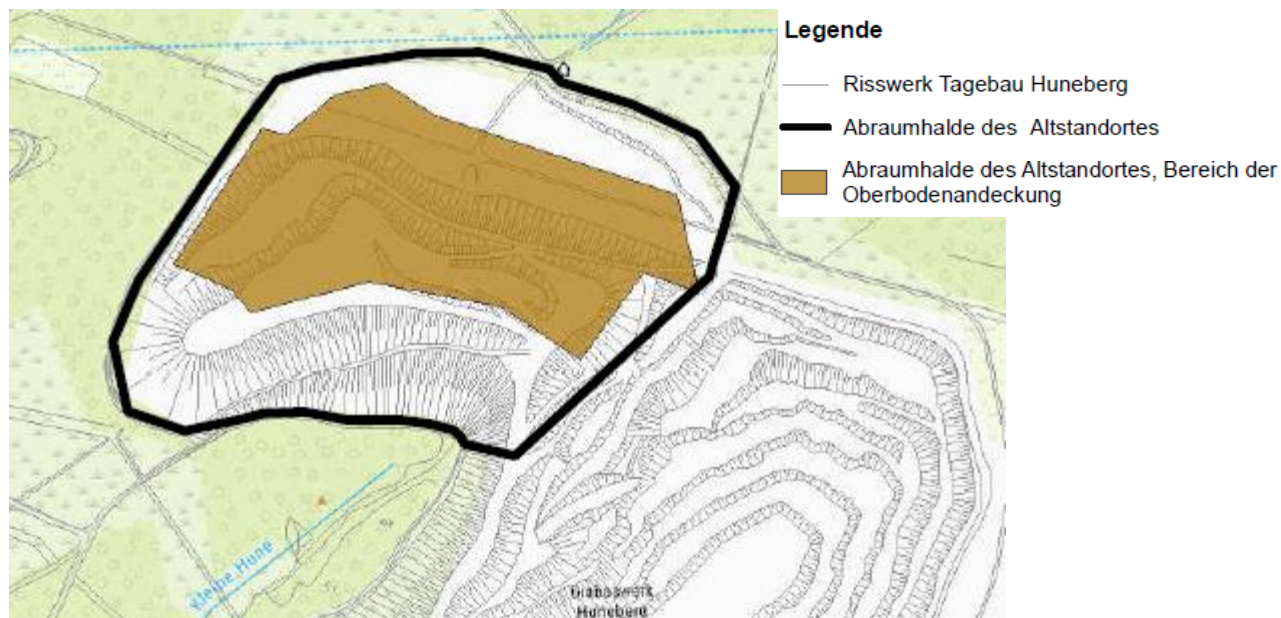 Legende
Risswerk Tagebau Huneberg
Abraumhalde des Altstandortes
Abraumhalde des Altstandortes, Bereich der
Oberbodenandeckung
Kleine Hune
Huneberg